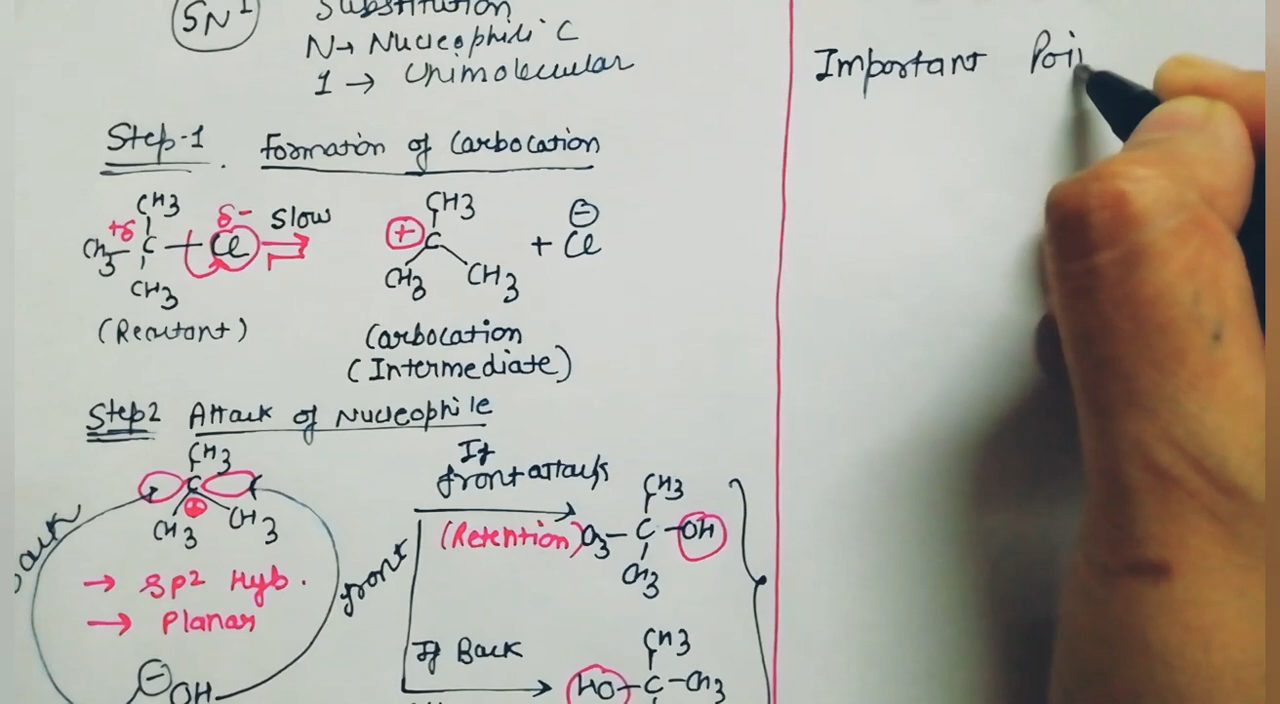 SN1
Substitution
N→ Nucleophilic
1 → Unimolecular
Step-1. Formation of Carbocation
CH3
+δ δ- Slow
CH3-C-Cl
CH3
(Reactant)
CH3
+ C
CH3 CH3
+ Cl⊖
Carbocation
(Intermediate)
Step2 Attack of Nucleophile
CH3
C
⊕
CH3 CH3
→ SP2 Hyb.
→ Planar
⊖OH
front
If
front attack
(Retention)
CH3
C3-C-OH
CH3
If Back
CH3
HO-C-CH3
Important Poi